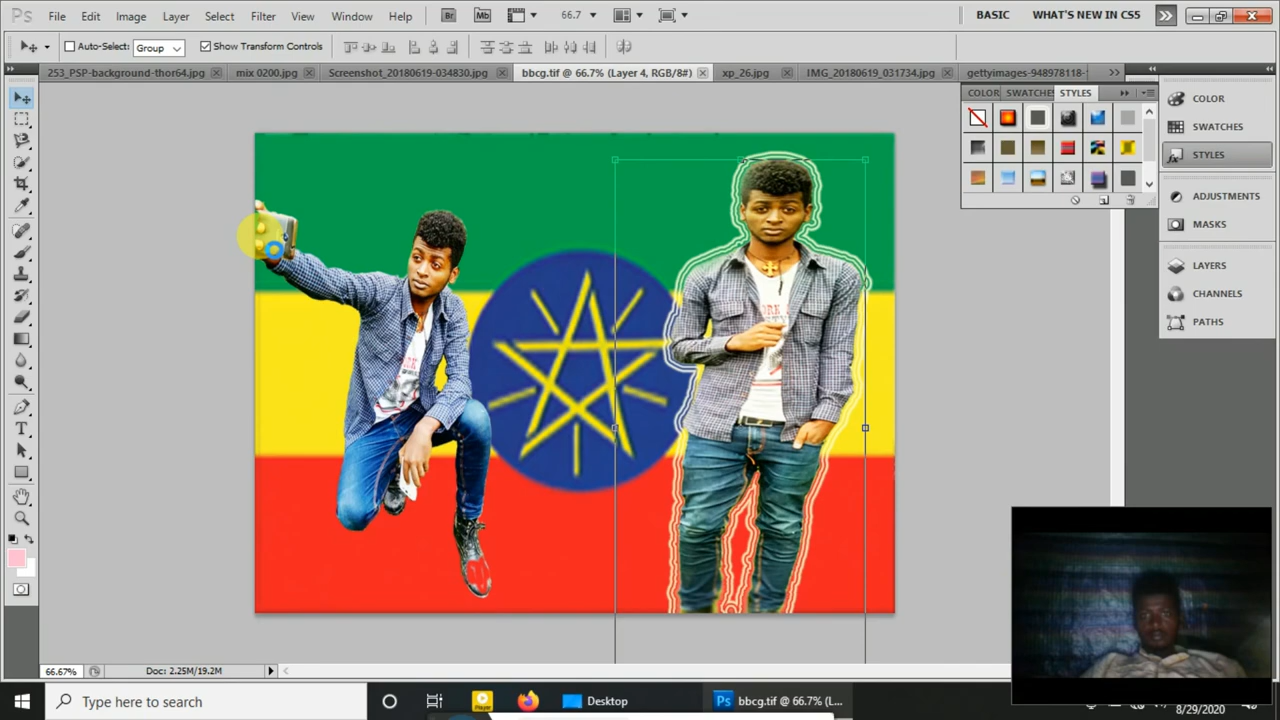 Ps File Edit Image Layer Select Filter View Window Help Br Mb 66.7 BASIC WHAT'S NEW IN CS5
Auto-Select: Group Show Transform Controls
253_PSP-background-thor64.jpg mix 0200.jpg Screenshot_20180619-034830.jpg bbcg.tif @ 66.7% (Layer 4, RGB/8#) xp_26.jpg IMG_20180619_031734.jpg gettyimages-948978118-
COLOR SWATCHES STYLES
COLOR
SWATCHES
STYLES
ADJUSTMENTS
MASKS
LAYERS
CHANNELS
PATHS
66.67% Doc: 2.25M/19.2M
Type here to search Desktop Ps bbcg.tif @ 66.7% (L...
8/29/2020